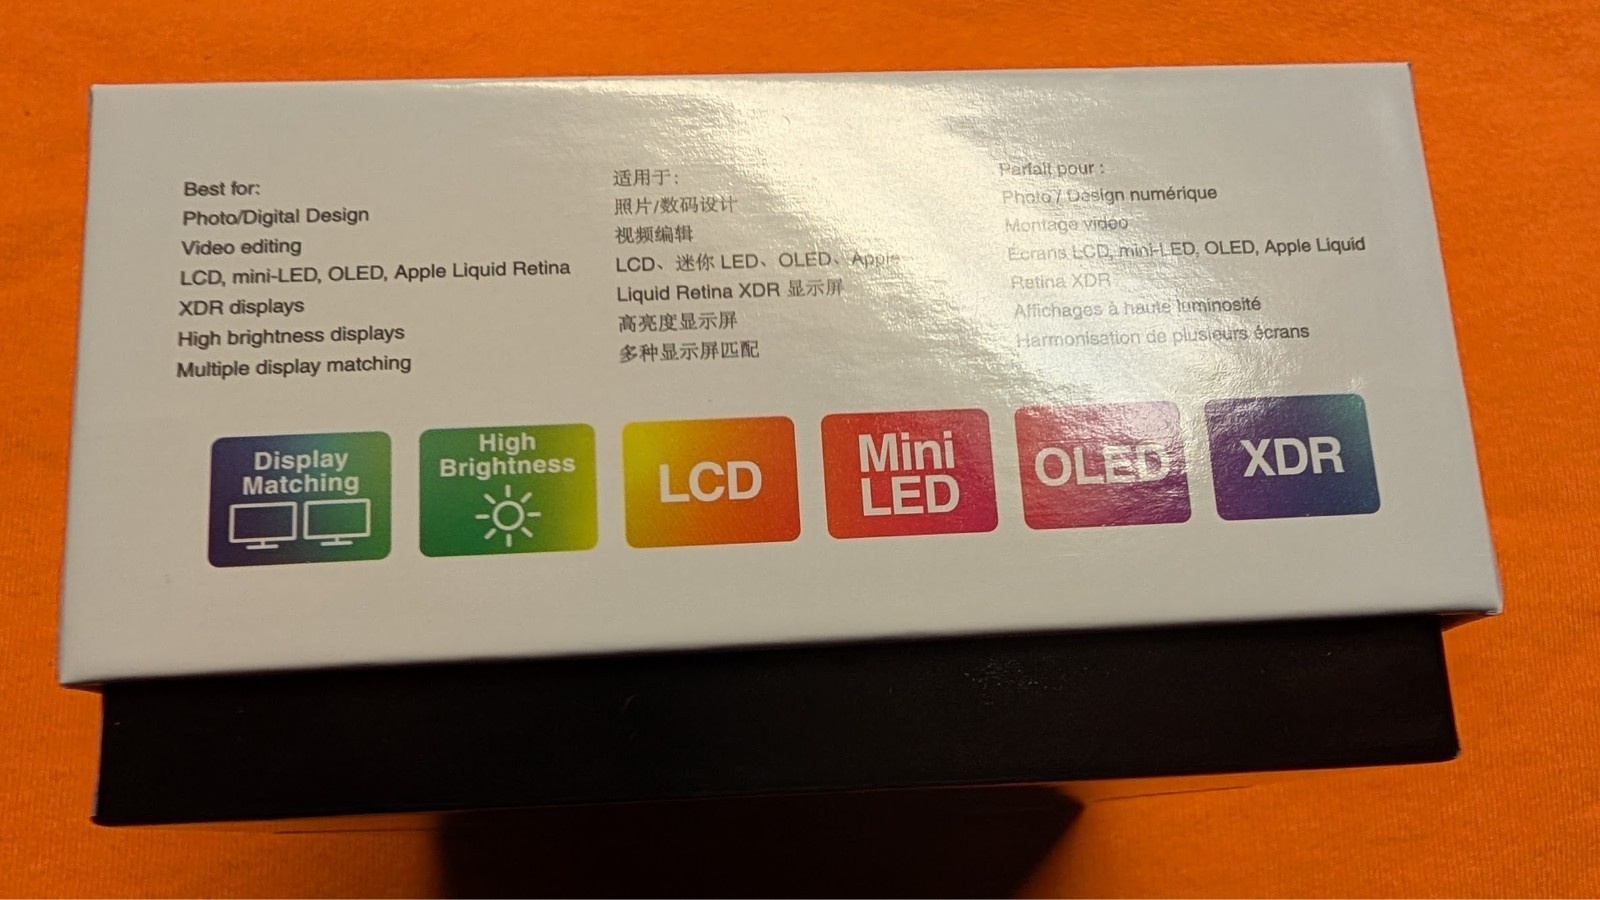 Best for:
Photo/Digital Design
Video editing
LCD, mini-LED, OLED, Apple Liquid Retina
XDR displays
High brightness displays
Multiple display matching
适用于:
照片/数码设计
视频编辑
LCD、迷你 LED、OLED、Apple
Liquid Retina XDR 显示屏
高亮度显示屏
多种显示屏匹配
Parfait pour :
Photo / Design numérique
Montage vidéo
Écrans LCD, mini-LED, OLED, Apple Liquid
Retina XDR
Affichages à haute luminosité
Harmonisation de plusieurs écrans
Display
Matching
High
Brightness
LCD
Mini
LED
OLED
XDR